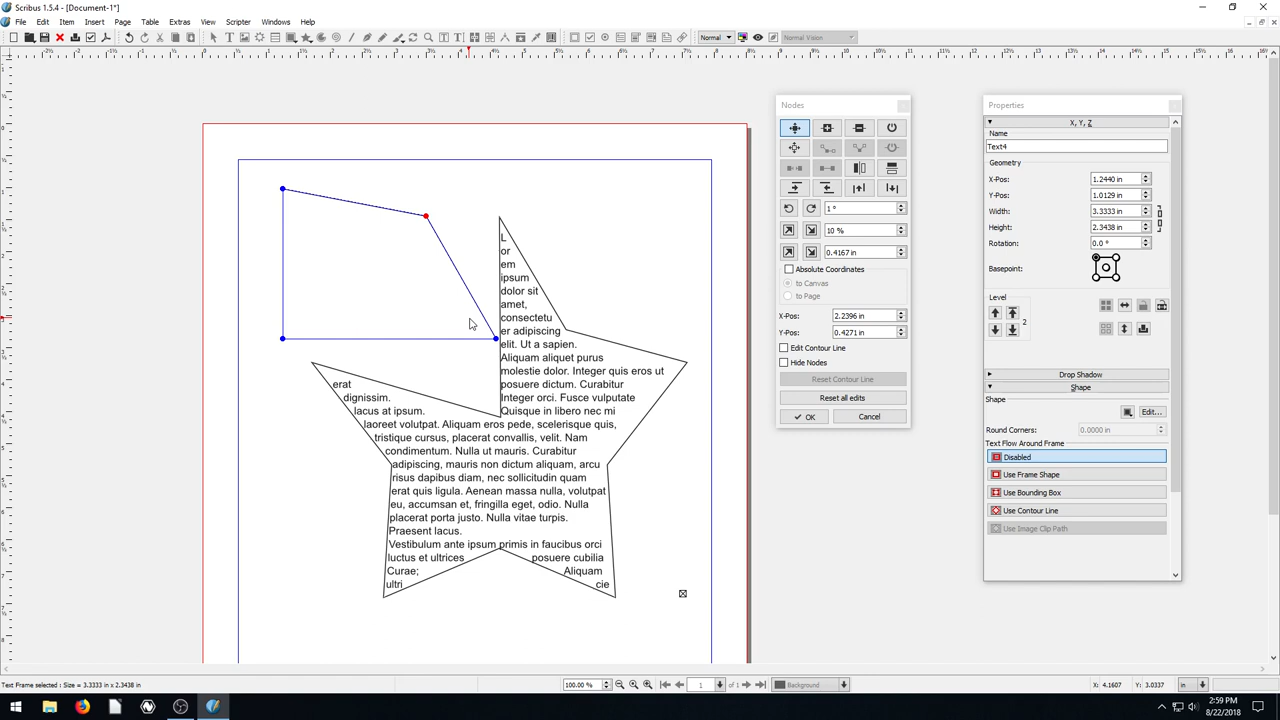 Scribus 1.5.4 - [Document-1*]
File Edit Item Insert Page Table Extras View Scripter Windows Help
Normal
Normal Vision
Nodes
1 °
10 %
0.4167 in
Absolute Coordinates
to Canvas
to Page
X-Pos: 2.2396 in
Y-Pos: 0.4271 in
Edit Contour Line
Hide Nodes
Reset Contour Line
Reset all edits
OK Cancel
Properties
X, Y, Z
Name
Text4
Geometry
X-Pos: 1.2440 in
Y-Pos: 1.0129 in
Width: 3.3333 in
Height: 2.3438 in
Rotation: 0.0 °
Basepoint:
Level
2
Drop Shadow
Shape
Shape
Edit...
Round Corners: 0.0000 in
Text Flow Around Frame
Disabled
Use Frame Shape
Use Bounding Box
Use Contour Line
Use Image Clip Path
L
or
em
ipsum
dolor sit
amet,
consectetu
er adipiscing
elit. Ut a sapien.
Aliquam aliquet purus
molestie dolor. Integer quis eros ut
erat posuere dictum. Curabitur
dignissim. Integer orci. Fusce vulputate
lacus at ipsum. Quisque in libero nec mi
laoreet volutpat. Aliquam eros pede, scelerisque quis,
tristique cursus, placerat convallis, velit. Nam
condimentum. Nulla ut mauris. Curabitur
adipiscing, mauris non dictum aliquam, arcu
risus dapibus diam, nec sollicitudin quam
erat quis ligula. Aenean massa nulla, volutpat
eu, accumsan et, fringilla eget, odio. Nulla
placerat porta justo. Nulla vitae turpis.
Praesent lacus.
Vestibulum ante ipsum primis in faucibus orci
luctus et ultrices posuere cubilia
Curae; Aliquam
ultri cie
Text Frame selected : Size = 3.3333 in x 2.3438 in
100.00 %
1 of 1
Background
X: 4.1607 Y: 3.0337
in
2:59 PM
8/22/2018